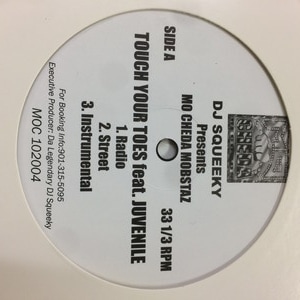 DJ SQUEEKY
Presents
MO CHEDA MOBSTAZ
SIDE A
33 1/3 RPM
TOUCH YOUR TOES feat. JUVENILE
1. Radio
2. Street
3. Instrumental
For Booking Info:901-315-5095
Executive Producer: Da Legendary DJ Squeeky
MOC 102004